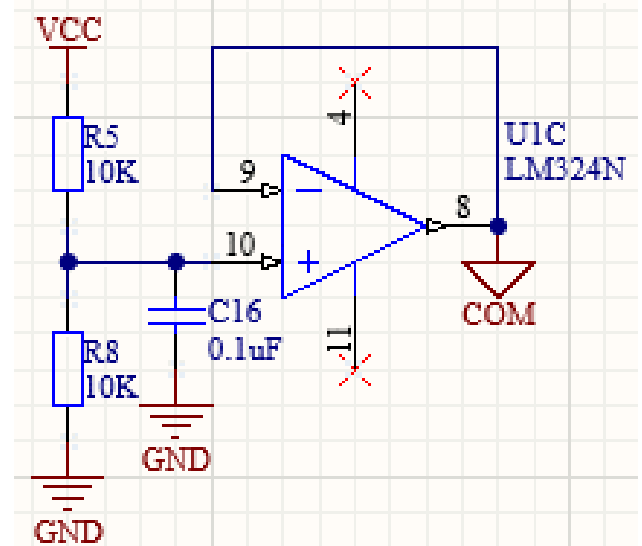 VCC
R5
10K
9
4
U1C
LM324N
8
10
C16
0.1uF
11
COM
R8
10K
GND
GND